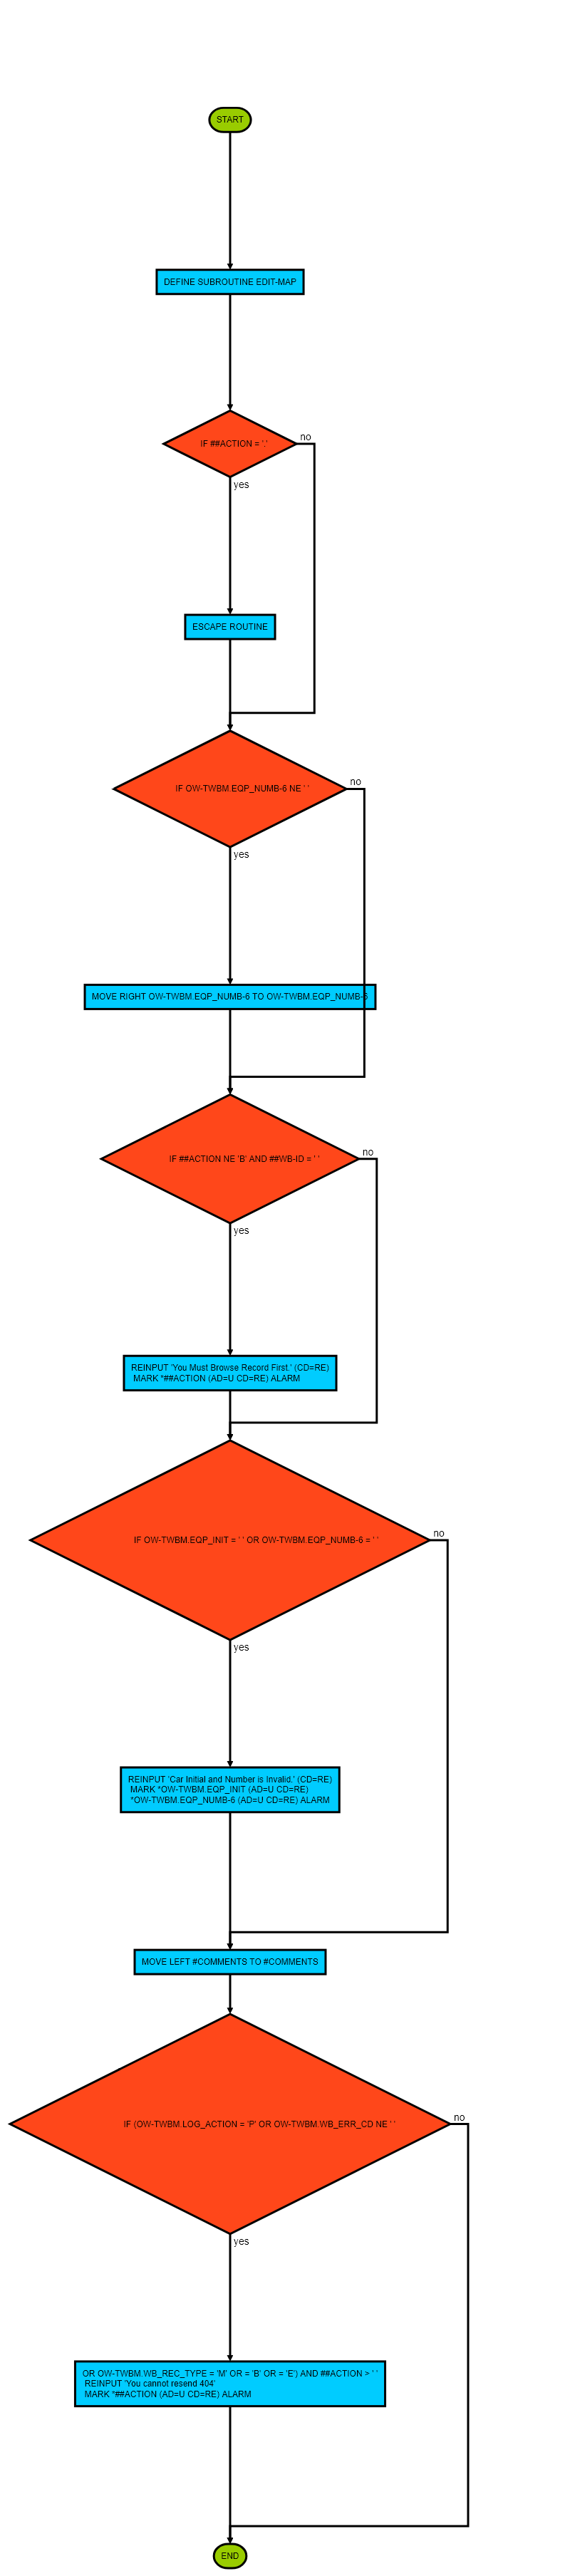 START
DEFINE SUBROUTINE EDIT-MAP
IF ##ACTION = '.'
no
yes
ESCAPE ROUTINE
IF OW-TWBM.EQP_NUMB-6 NE ' '
no
yes
MOVE RIGHT OW-TWBM.EQP_NUMB-6 TO OW-TWBM.EQP_NUMB-6
IF ##ACTION NE 'B' AND ##WB-ID = ' '
no
yes
REINPUT 'You Must Browse Record First.' (CD=RE)
MARK *##ACTION (AD=U CD=RE) ALARM
IF OW-TWBM.EQP_INIT = ' ' OR OW-TWBM.EQP_NUMB-6 = ' '
no
yes
REINPUT 'Car Initial and Number is Invalid.' (CD=RE)
MARK *OW-TWBM.EQP_INIT (AD=U CD=RE)
*OW-TWBM.EQP_NUMB-6 (AD=U CD=RE) ALARM
MOVE LEFT #COMMENTS TO #COMMENTS
IF (OW-TWBM.LOG_ACTION = 'P' OR OW-TWBM.WB_ERR_CD NE ' '
no
yes
OR OW-TWBM.WB_REC_TYPE = 'M' OR = 'B' OR = 'E') AND ##ACTION > ' '
REINPUT 'You cannot resend 404'
MARK *##ACTION (AD=U CD=RE) ALARM
END